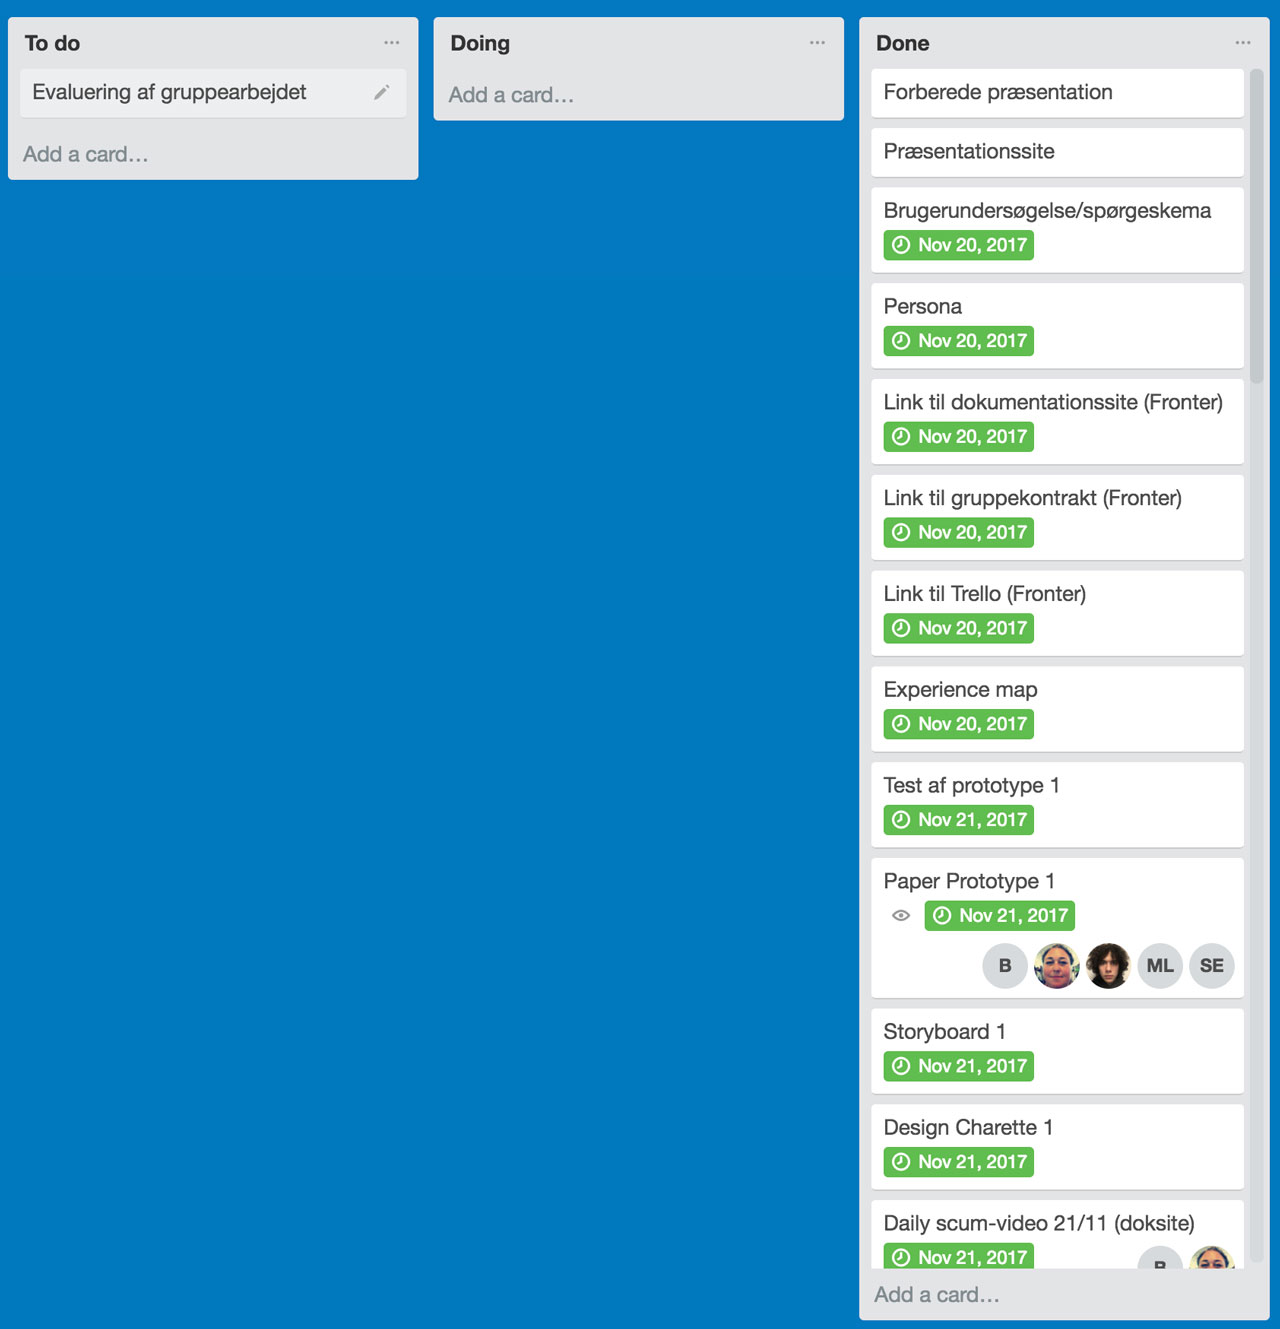 To do
Evaluering af gruppearbejdet
Add a card…
Doing
Add a card…
Done
Forberede præsentation
Præsentationssite
Brugerundersøgelse/spørgeskema
Nov 20, 2017
Persona
Nov 20, 2017
Link til dokumentationssite (Fronter)
Nov 20, 2017
Link til gruppekontrakt (Fronter)
Nov 20, 2017
Link til Trello (Fronter)
Nov 20, 2017
Experience map
Nov 20, 2017
Test af prototype 1
Nov 21, 2017
Paper Prototype 1
Nov 21, 2017
B ML SE
Storyboard 1
Nov 21, 2017
Design Charette 1
Nov 21, 2017
Daily scum-video 21/11 (doksite)
Nov 21, 2017
Add a card…